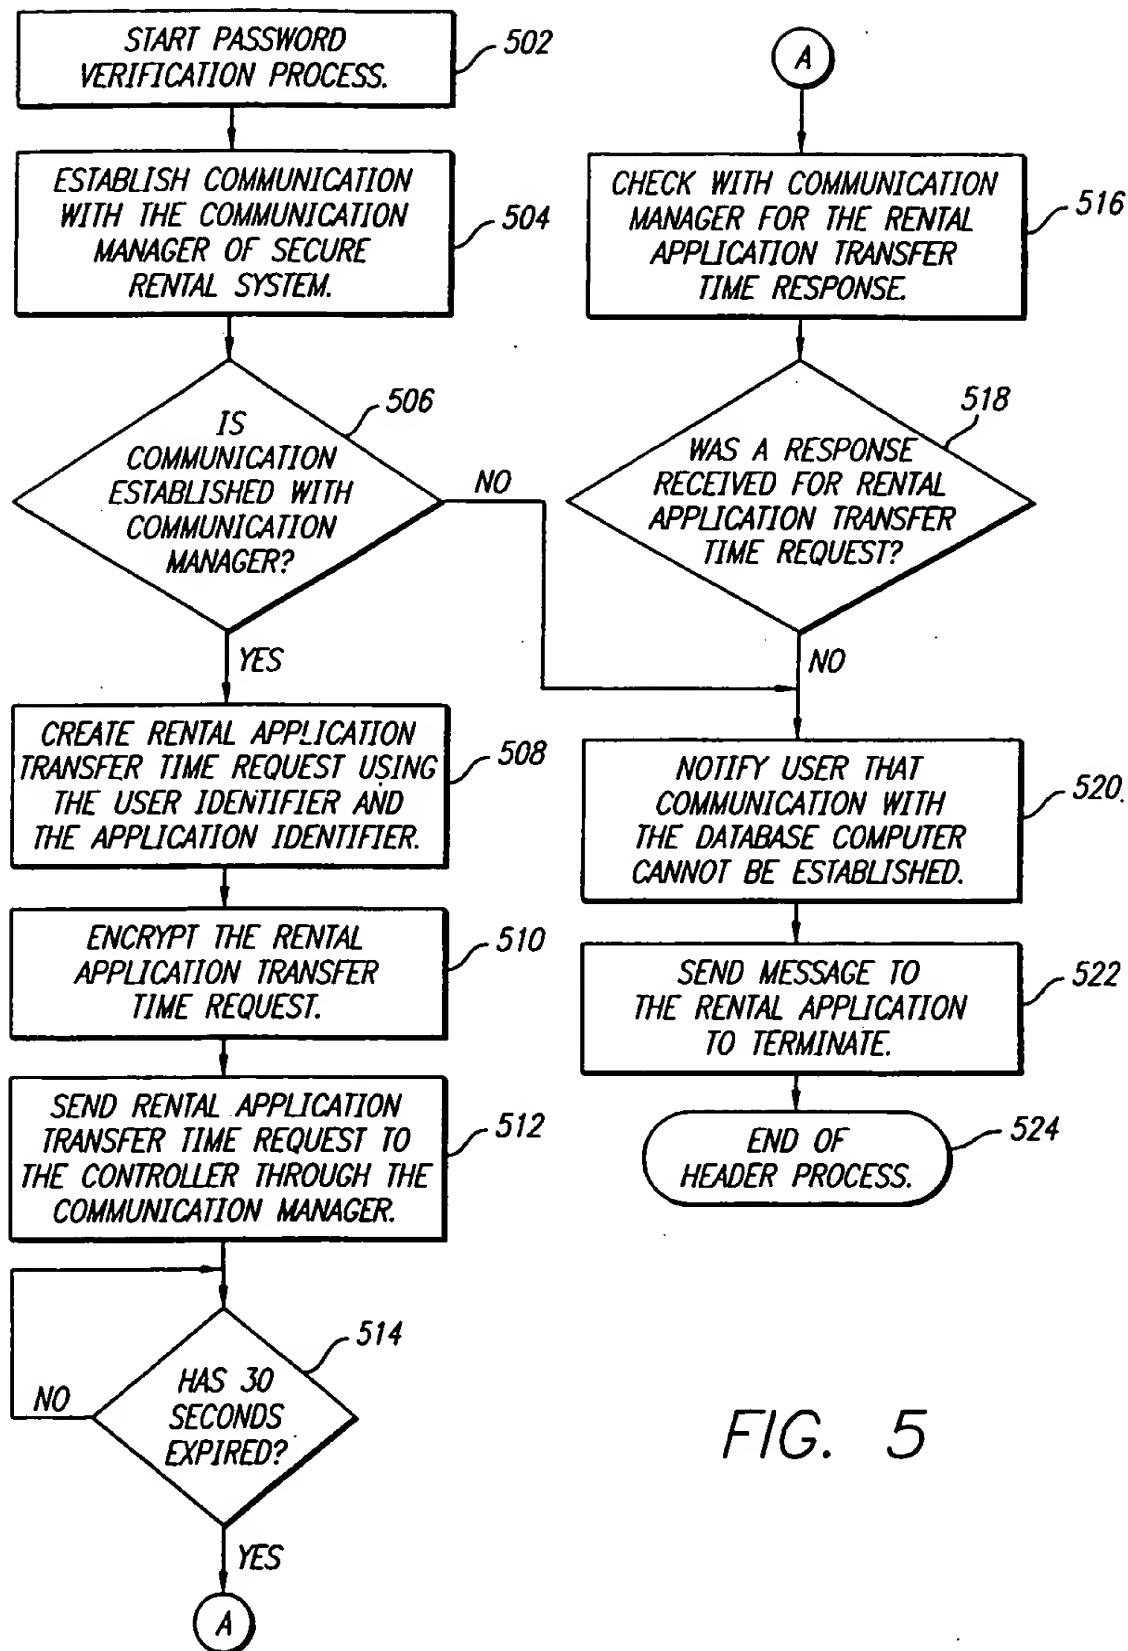 START PASSWORD
VERIFICATION PROCESS.
502
ESTABLISH COMMUNICATION
WITH THE COMMUNICATION
MANAGER OF SECURE
RENTAL SYSTEM.
504
IS
COMMUNICATION
ESTABLISHED WITH
COMMUNICATION
MANAGER?
506
NO
YES
CREATE RENTAL APPLICATION
TRANSFER TIME REQUEST USING
THE USER IDENTIFIER AND
THE APPLICATION IDENTIFIER.
508
ENCRYPT THE RENTAL
APPLICATION TRANSFER
TIME REQUEST.
510
SEND RENTAL APPLICATION
TRANSFER TIME REQUEST TO
THE CONTROLLER THROUGH THE
COMMUNICATION MANAGER.
512
HAS 30
SECONDS
EXPIRED?
514
NO
YES
A
A
CHECK WITH COMMUNICATION
MANAGER FOR THE RENTAL
APPLICATION TRANSFER
TIME RESPONSE.
516
WAS A RESPONSE
RECEIVED FOR RENTAL
APPLICATION TRANSFER
TIME REQUEST?
518
NO
NOTIFY USER THAT
COMMUNICATION WITH
THE DATABASE COMPUTER
CANNOT BE ESTABLISHED.
520
SEND MESSAGE TO
THE RENTAL APPLICATION
TO TERMINATE.
522
END OF
HEADER PROCESS.
524
FIG. 5